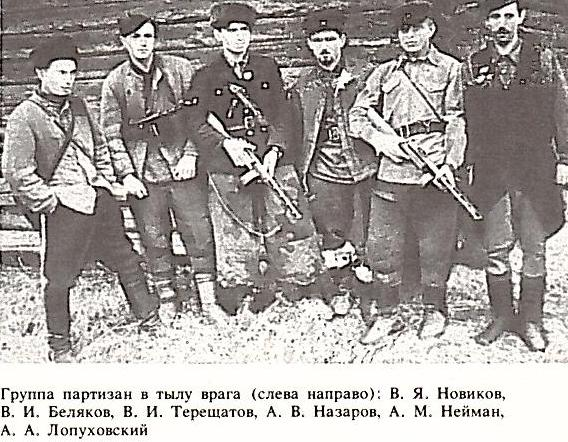 Группа партизан в тылу врага (слева направо): В. Я. Новиков,
В. И. Беляков, В. И. Терещатов, А. В. Назаров, А. М. Нейман,
А. А. Лопуховский